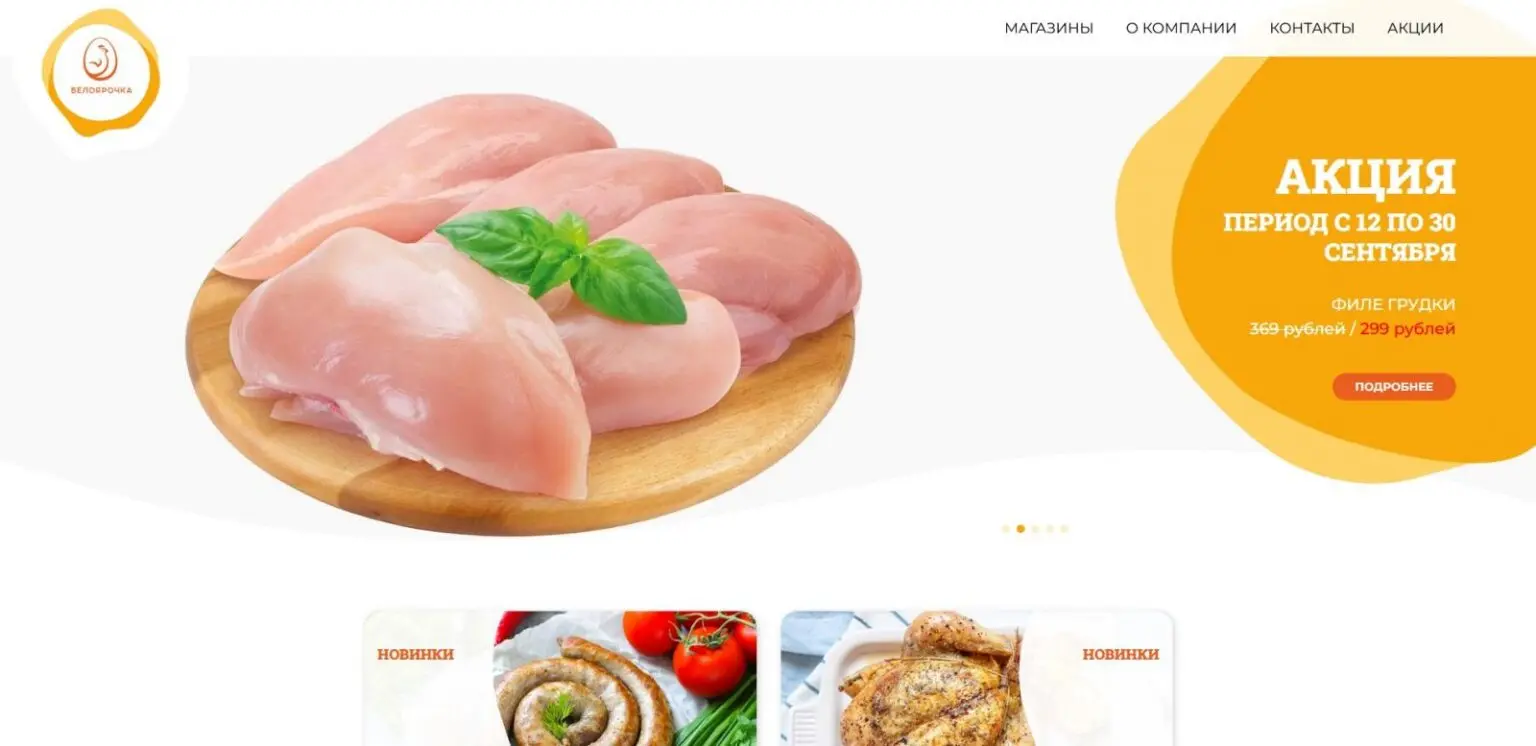 БЕЛОЯРОЧКА
МАГАЗИНЫ О КОМПАНИИ КОНТАКТЫ АКЦИИ
АКЦИЯ
ПЕРИОД С 12 ПО 30
СЕНТЯБРЯ
ФИЛЕ ГРУДКИ
369 рублей / 299 рублей
ПОДРОБНЕЕ
НОВИНКИ
НОВИНКИ